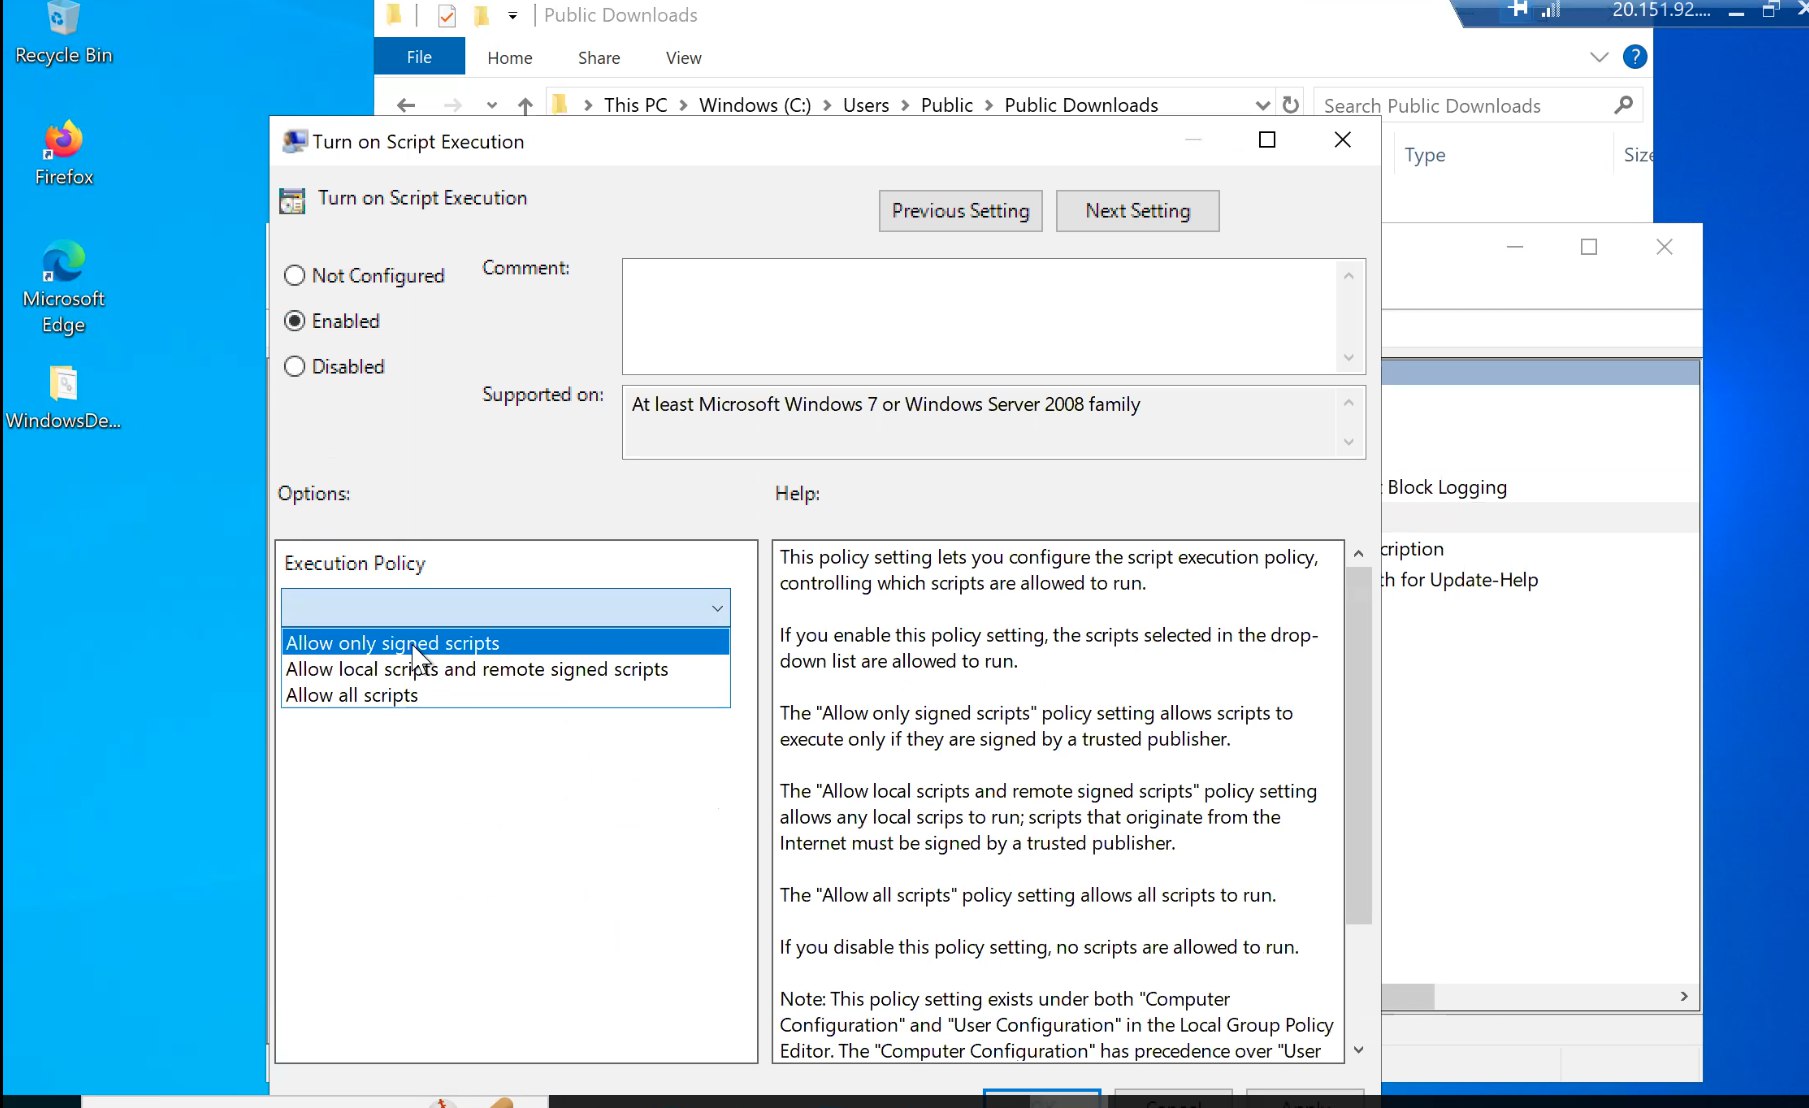 Public Downloads
20.151.92....
Recycle Bin
File
Home
Share
View
This PC > Windows (C:) > Users > Public > Public Downloads
Search Public Downloads
Turn on Script Execution
Type
Size
Firefox
Turn on Script Execution
Previous Setting
Next Setting
Not Configured
Comment:
Enabled
Microsoft
Edge
Disabled
Supported on:
At least Microsoft Windows 7 or Windows Server 2008 family
WindowsDe...
Options:
Help:
Block Logging
cription
th for Update-Help
Execution Policy
Allow only signed scripts
Allow local scripts and remote signed scripts
Allow all scripts
This policy setting lets you configure the script execution policy,
controlling which scripts are allowed to run.
If you enable this policy setting, the scripts selected in the drop-
down list are allowed to run.
The "Allow only signed scripts" policy setting allows scripts to
execute only if they are signed by a trusted publisher.
The "Allow local scripts and remote signed scripts" policy setting
allows any local scrips to run; scripts that originate from the
Internet must be signed by a trusted publisher.
The "Allow all scripts" policy setting allows all scripts to run.
If you disable this policy setting, no scripts are allowed to run.
Note: This policy setting exists under both "Computer
Configuration" and "User Configuration" in the Local Group Policy
Editor. The "Computer Configuration" has precedence over "User